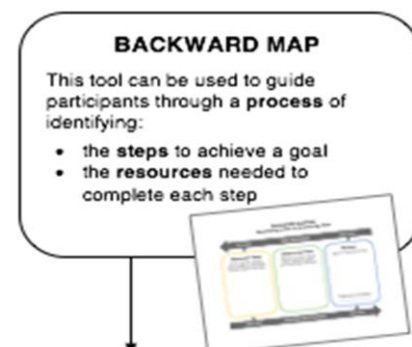 BACKWARD MAP
This tool can be used to guide
participants through a process of
identifying:
• the steps to achieve a goal
• the resources needed to
complete each step